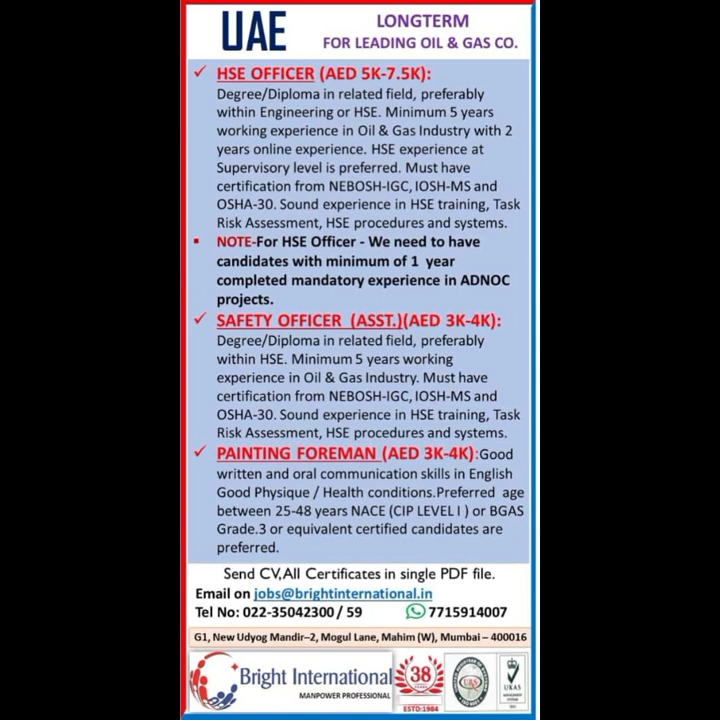 UAE
LONGTERM
FOR LEADING OIL & GAS CO.
✓ HSE OFFICER (AED 5K-7.5K):
Degree/Diploma in related field, preferably
within Engineering or HSE. Minimum 5 years
working experience in Oil & Gas Industry with 2
years online experience. HSE experience at
Supervisory level is preferred. Must have
certification from NEBOSH-IGC, IOSH-MS and
OSHA-30. Sound experience in HSE training, Task
Risk Assessment, HSE procedures and systems.
▪ NOTE-For HSE Officer - We need to have
candidates with minimum of 1 year
completed mandatory experience in ADNOC
projects.
✓ SAFETY OFFICER (ASST.)(AED 3K-4K):
Degree/Diploma in related field, preferably
within HSE. Minimum 5 years working
experience in Oil & Gas Industry. Must have
certification from NEBOSH-IGC, IOSH-MS and
OSHA-30. Sound experience in HSE training, Task
Risk Assessment, HSE procedures and systems.
✓ PAINTING FOREMAN (AED 3K-4K):Good
written and oral communication skills in English
Good Physique / Health conditions.Preferred age
between 25-48 years NACE (CIP LEVEL I ) or BGAS
Grade.3 or equivalent certified candidates are
preferred.
Send CV,All Certificates in single PDF file.
Email on jobs@brightinternational.in
Tel No: 022-35042300 / 59 7715914007
G1, New Udyog Mandir–2, Mogul Lane, Mahim (W), Mumbai – 400016
Bright International
MANPOWER PROFESSIONAL
38
ESTD:1984
UKAS